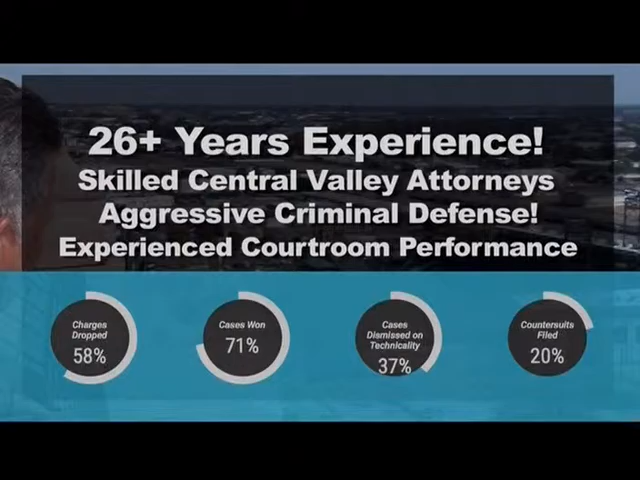 26+ Years Experience!
Skilled Central Valley Attorneys
Aggressive Criminal Defense!
Experienced Courtroom Performance
Charges
Dropped
58%
Cases Won
71%
Cases
Dismissed on
Technicality
37%
Countersuits
Filed
20%